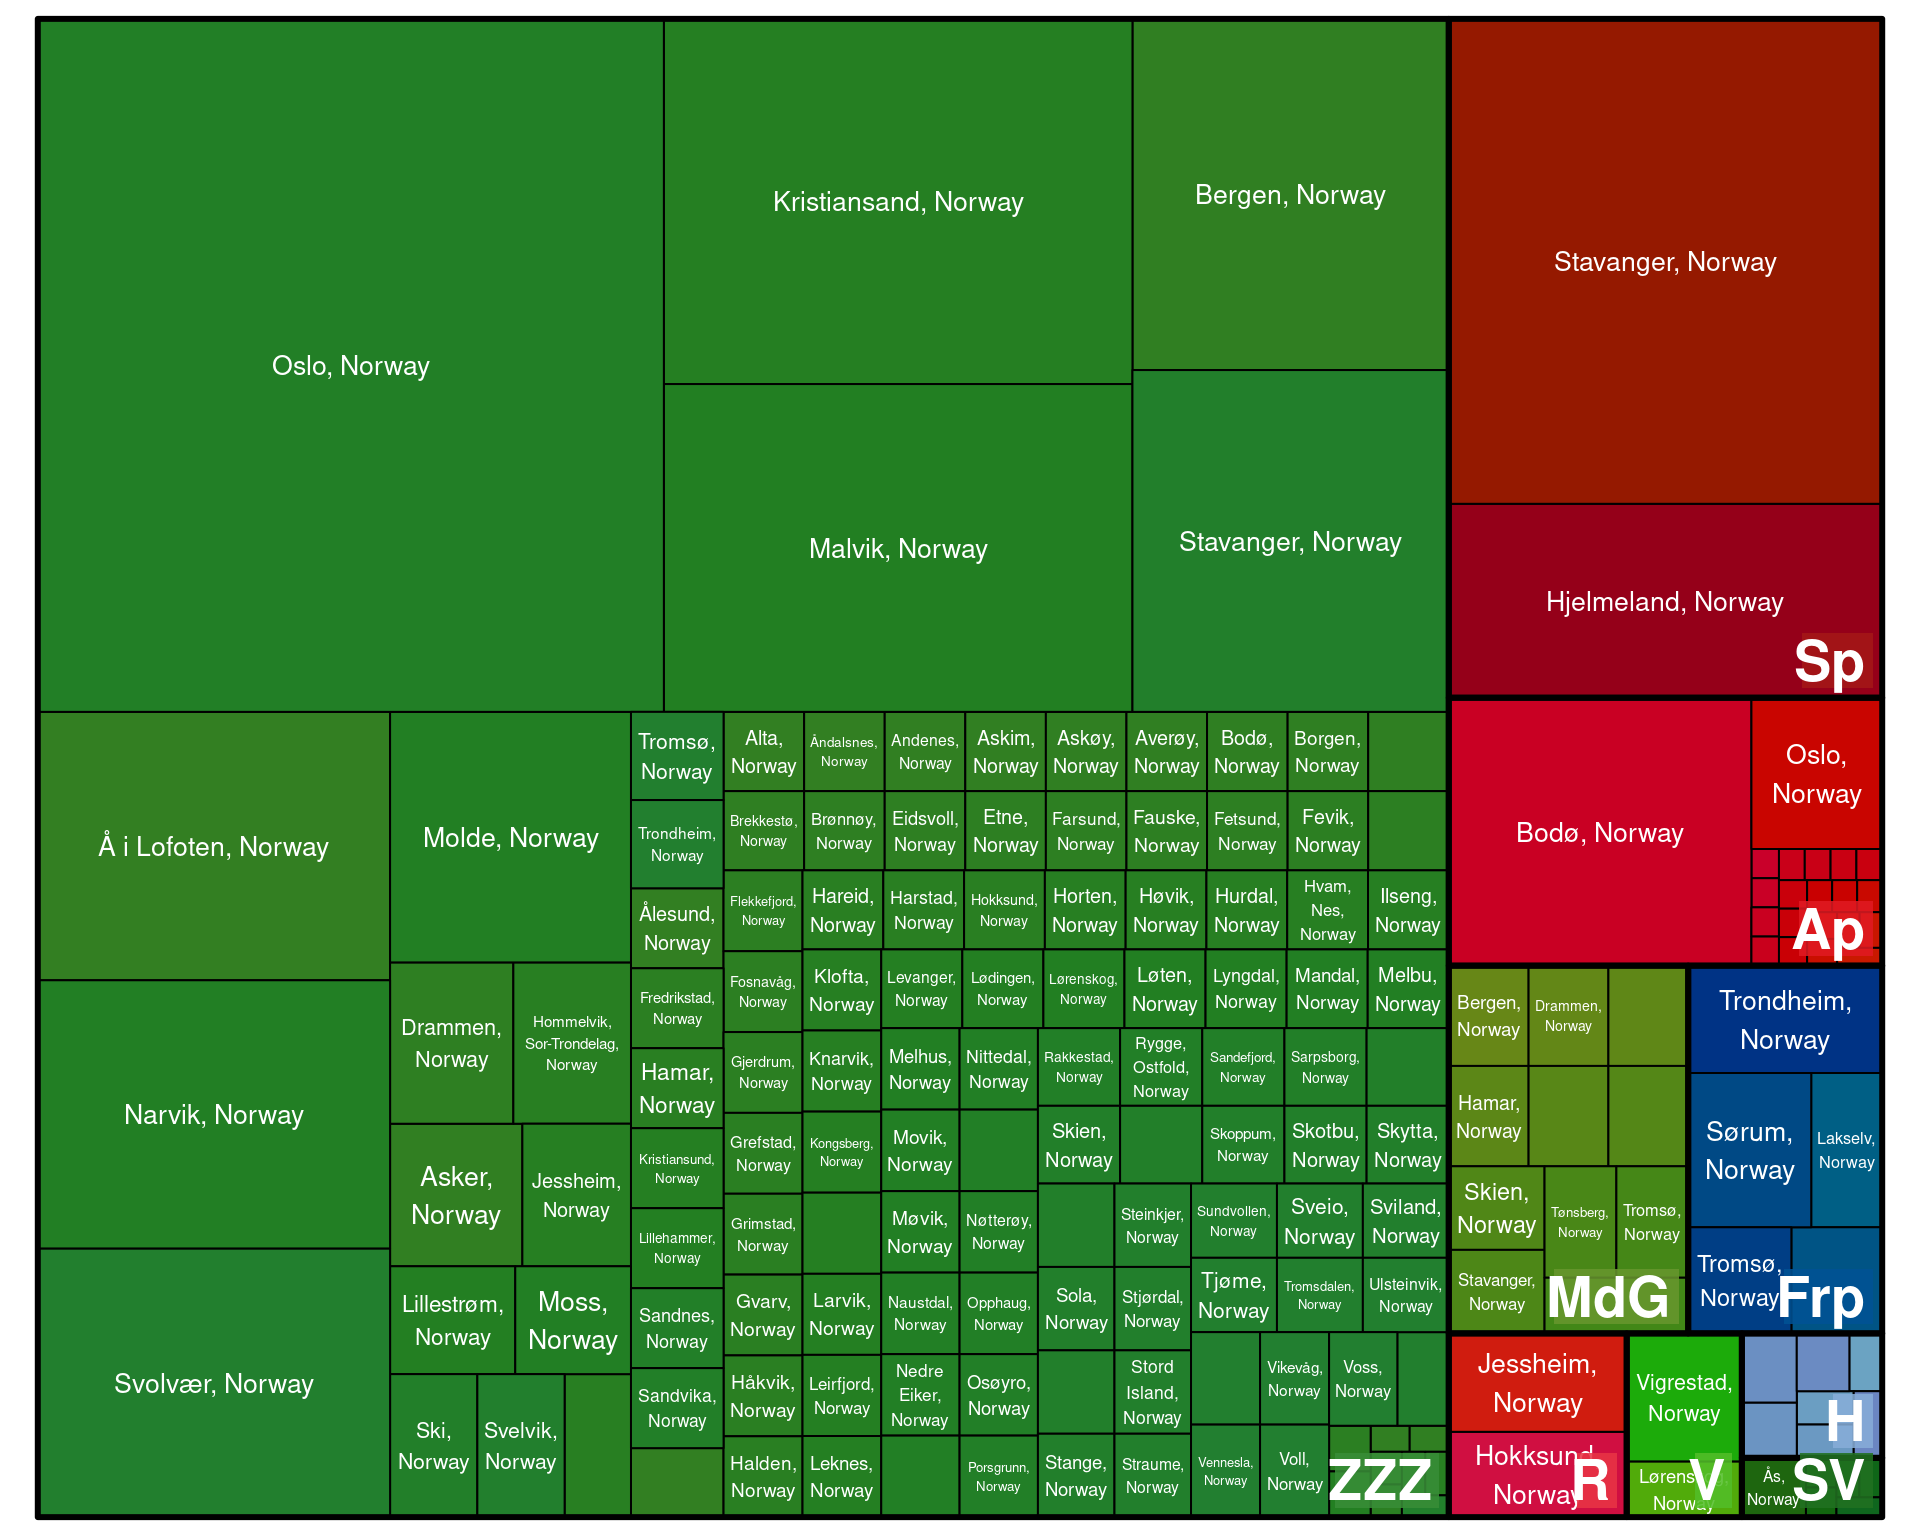 Oslo, Norway
Kristiansand, Norway
Malvik, Norway
Bergen, Norway
Stavanger, Norway
Å i Lofoten, Norway
Narvik, Norway
Svolvær, Norway
Molde, Norway
Drammen,
Norway
Hommelvik,
Sor-Trondelag,
Norway
Asker,
Norway
Jessheim,
Norway
Lillestrøm,
Norway
Moss,
Norway
Ski,
Norway
Svelvik,
Norway
Tromsø,
Norway
Trondheim,
Norway
Ålesund,
Norway
Fredrikstad,
Norway
Hamar,
Norway
Kristiansund,
Norway
Lillehammer,
Norway
Sandnes,
Norway
Sandvika,
Norway
Alta,
Norway
Åndalsnes,
Norway
Andenes,
Norway
Askim,
Norway
Askøy,
Norway
Averøy,
Norway
Bodø,
Norway
Borgen,
Norway
Brekkestø,
Norway
Brønnøy,
Norway
Eidsvoll,
Norway
Etne,
Norway
Farsund,
Norway
Fauske,
Norway
Fetsund,
Norway
Fevik,
Norway
Flekkefjord,
Norway
Hareid,
Norway
Harstad,
Norway
Hokksund,
Norway
Horten,
Norway
Høvik,
Norway
Hurdal,
Norway
Hvam,
Nes,
Norway
Ilseng,
Norway
Fosnavåg,
Norway
Klofta,
Norway
Levanger,
Norway
Lødingen,
Norway
Lørenskog,
Norway
Løten,
Norway
Lyngdal,
Norway
Mandal,
Norway
Melbu,
Norway
Gjerdrum,
Norway
Knarvik,
Norway
Melhus,
Norway
Nittedal,
Norway
Rakkestad,
Norway
Rygge,
Ostfold,
Norway
Sandefjord,
Norway
Sarpsborg,
Norway
Grefstad,
Norway
Kongsberg,
Norway
Movik,
Norway
Skien,
Norway
Skoppum,
Norway
Skotbu,
Norway
Skytta,
Norway
Grimstad,
Norway
Møvik,
Norway
Nøtterøy,
Norway
Steinkjer,
Norway
Sundvollen,
Norway
Sveio,
Norway
Sviland,
Norway
Gvarv,
Norway
Larvik,
Norway
Naustdal,
Norway
Opphaug,
Norway
Sola,
Norway
Stjørdal,
Norway
Tjøme,
Norway
Tromsdalen,
Norway
Ulsteinvik,
Norway
Håkvik,
Norway
Leirfjord,
Norway
Nedre
Eiker,
Norway
Osøyro,
Norway
Stord
Island,
Norway
Vikevåg,
Norway
Voss,
Norway
Halden,
Norway
Leknes,
Norway
Porsgrunn,
Norway
Stange,
Norway
Straume,
Norway
Vennesla,
Norway
Voll,
Norway
ZZZ
Stavanger, Norway
Hjelmeland, Norway
Sp
Bodø, Norway
Oslo,
Norway
Ap
Bergen,
Norway
Drammen,
Norway
Hamar,
Norway
Skien,
Norway
Tønsberg,
Norway
Tromsø,
Norway
Stavanger,
Norway
MdG
Trondheim,
Norway
Sørum,
Norway
Lakselv,
Norway
Tromsø,
Norway
Frp
Jessheim,
Norway
Hokksund,
Norway
R
Vigrestad,
Norway
Norway
V
H
Ås,
Norway
SV